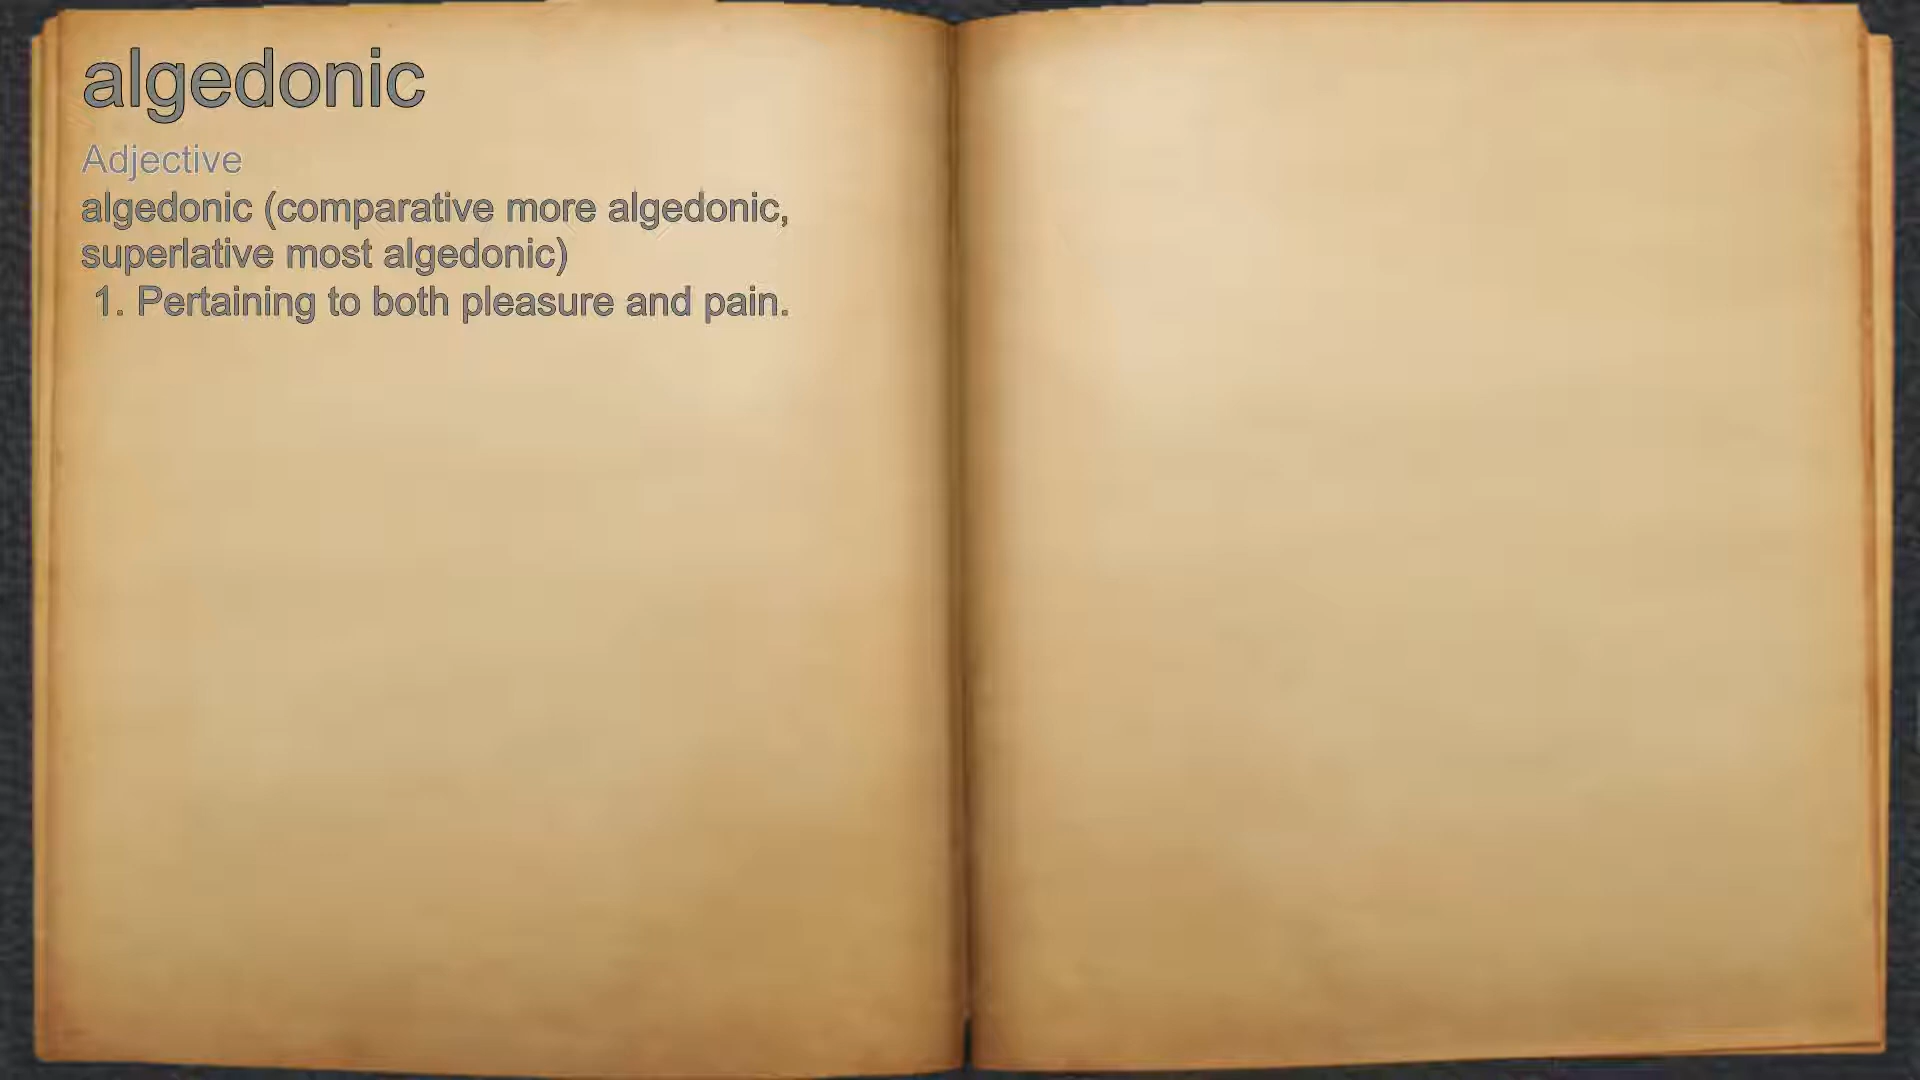 algedonic
Adjective
algedonic (comparative more algedonic,
superlative most algedonic)
1. Pertaining to both pleasure and pain.